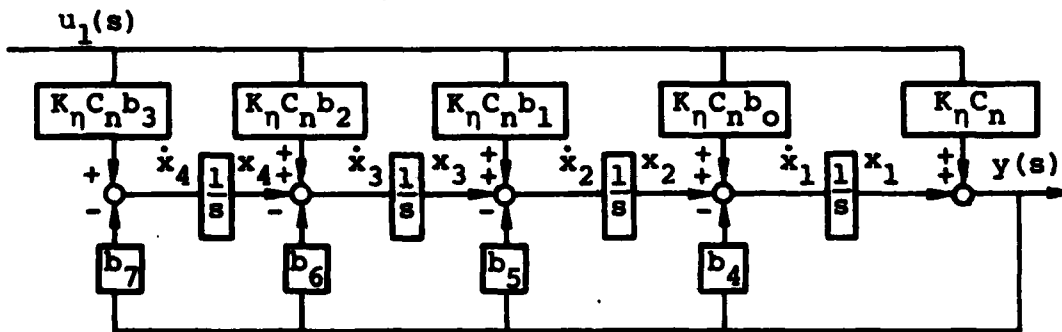 u₁(s)
KηCₙb₃ KηCₙb₂ KηCₙb₁ KηCₙbₒ KηCₙ
+ ẋ₄ x₄ + + ẋ₃ x₃ + + ẋ₂ x₂ + + ẋ₁ x₁ + + y(s)
1/s 1/s 1/s 1/s
- - - -
b₇ b₆ b₅ b₄